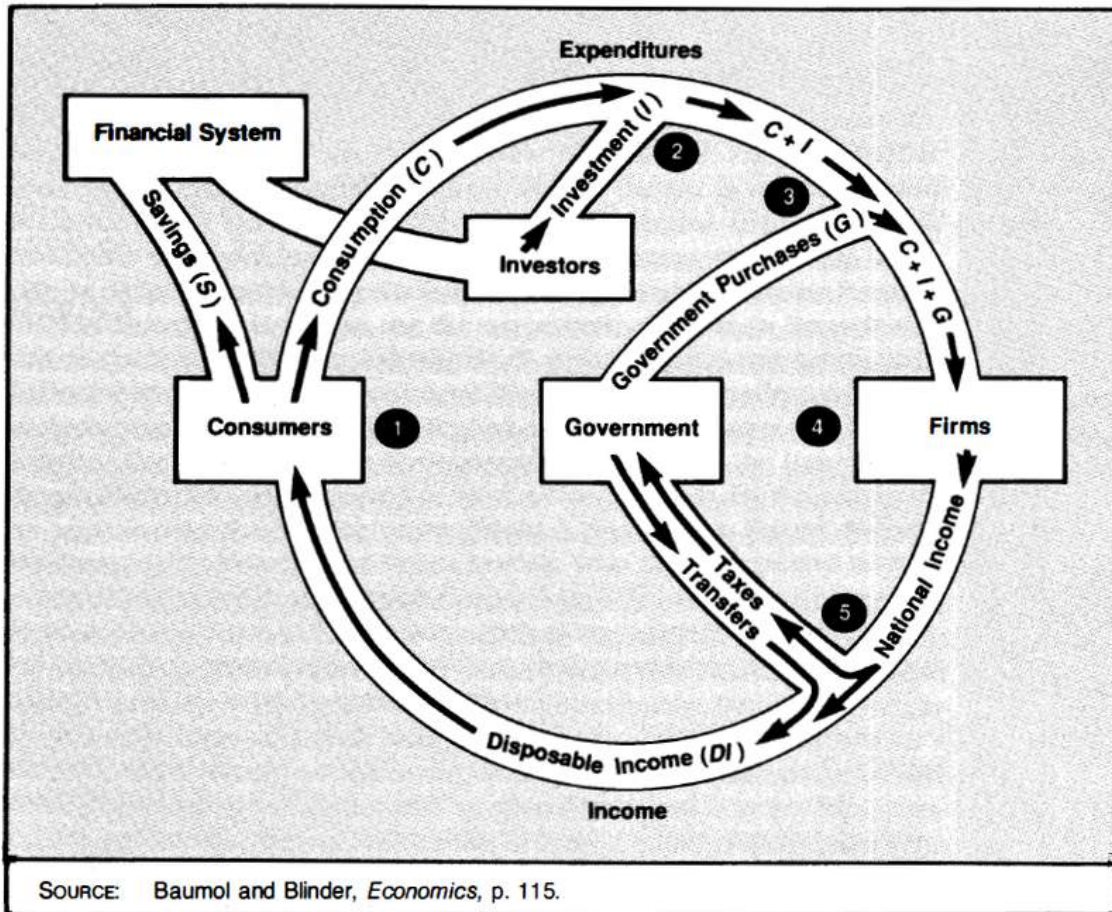 Expenditures
Financial System
Savings (S)
Consumption (C)
Investment (I)
2
C + I
3
Investors
Government Purchases (G)
C + I + G
Consumers
1
Government
4
Firms
Taxes
Transfers
5
National Income
Disposable Income (DI)
Income
SOURCE: Baumol and Blinder, Economics, p. 115.